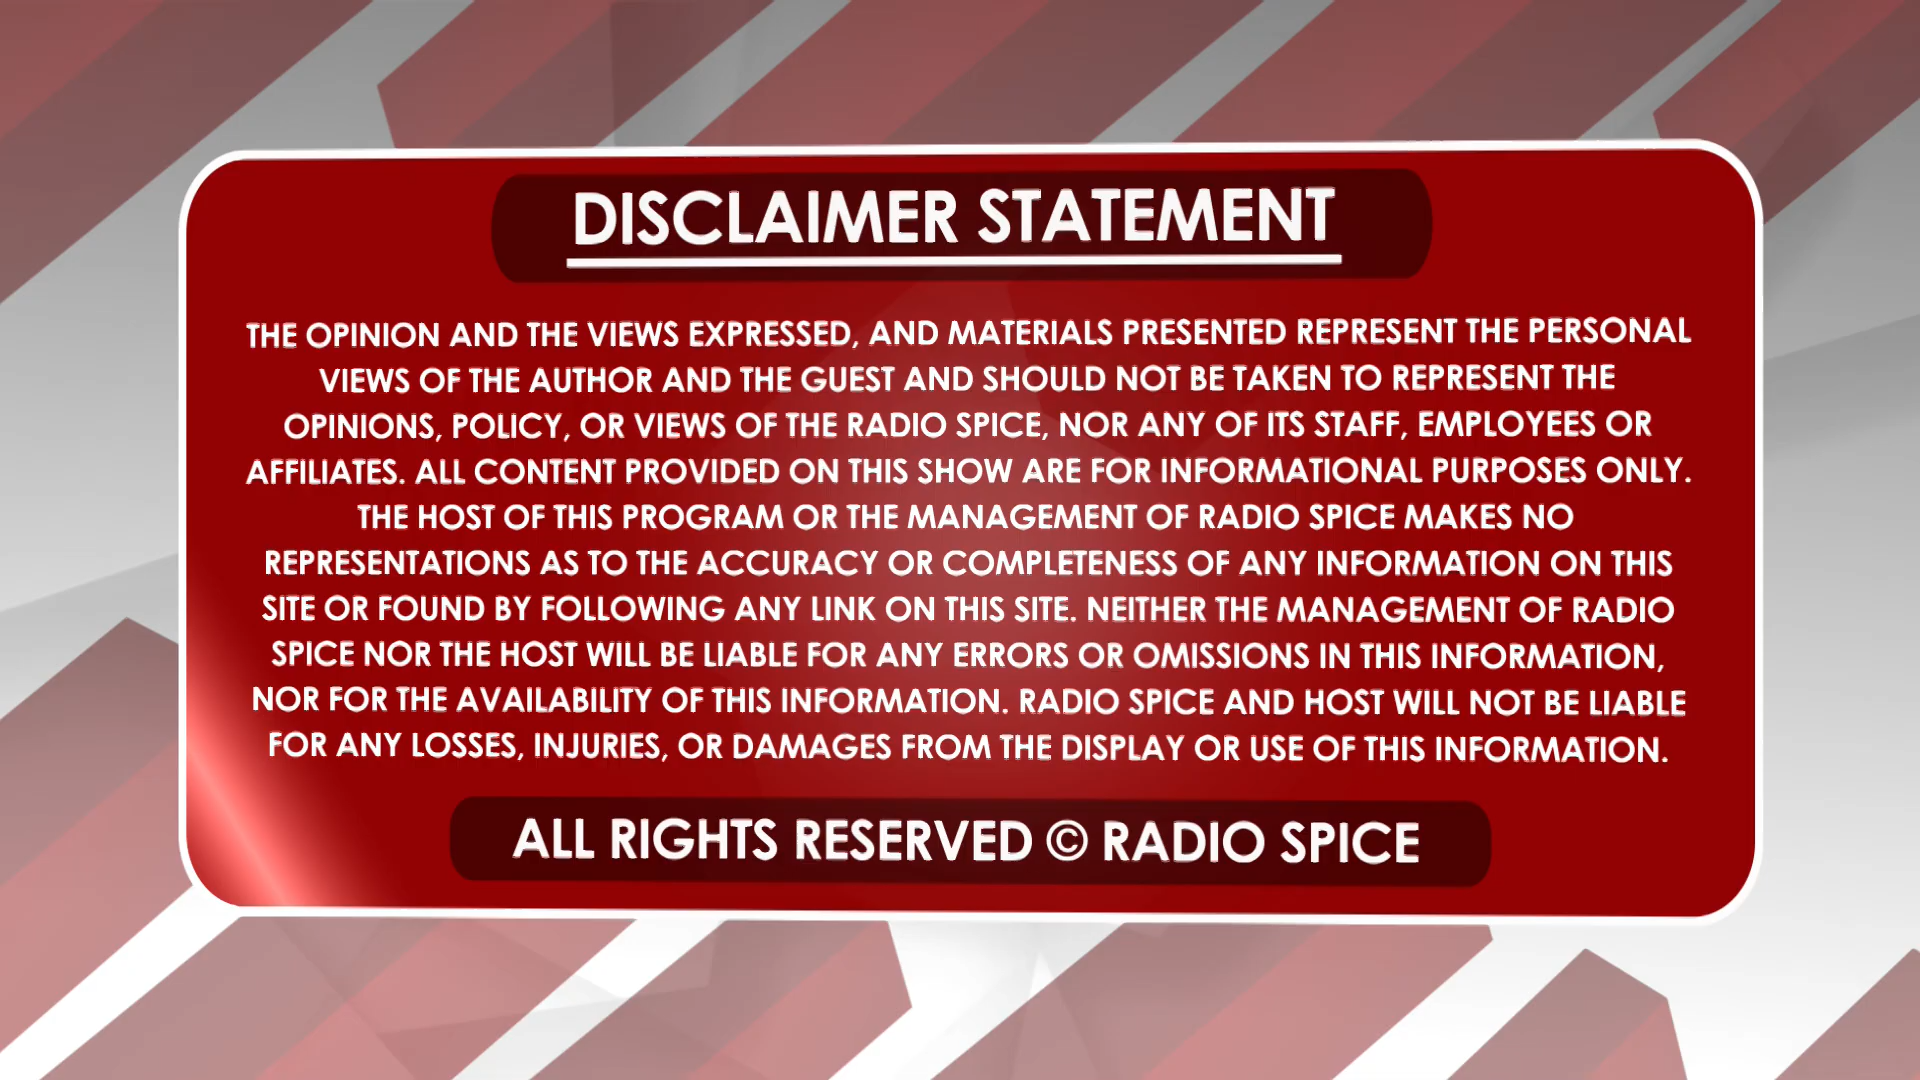 DISCLAIMER STATEMENT
THE OPINION AND THE VIEWS EXPRESSED, AND MATERIALS PRESENTED REPRESENT THE PERSONAL
VIEWS OF THE AUTHOR AND THE GUEST AND SHOULD NOT BE TAKEN TO REPRESENT THE
OPINIONS, POLICY, OR VIEWS OF THE RADIO SPICE, NOR ANY OF ITS STAFF, EMPLOYEES OR
AFFILIATES. ALL CONTENT PROVIDED ON THIS SHOW ARE FOR INFORMATIONAL PURPOSES ONLY.
THE HOST OF THIS PROGRAM OR THE MANAGEMENT OF RADIO SPICE MAKES NO
REPRESENTATIONS AS TO THE ACCURACY OR COMPLETENESS OF ANY INFORMATION ON THIS
SITE OR FOUND BY FOLLOWING ANY LINK ON THIS SITE. NEITHER THE MANAGEMENT OF RADIO
SPICE NOR THE HOST WILL BE LIABLE FOR ANY ERRORS OR OMISSIONS IN THIS INFORMATION,
NOR FOR THE AVAILABILITY OF THIS INFORMATION. RADIO SPICE AND HOST WILL NOT BE LIABLE
FOR ANY LOSSES, INJURIES, OR DAMAGES FROM THE DISPLAY OR USE OF THIS INFORMATION.
ALL RIGHTS RESERVED © RADIO SPICE